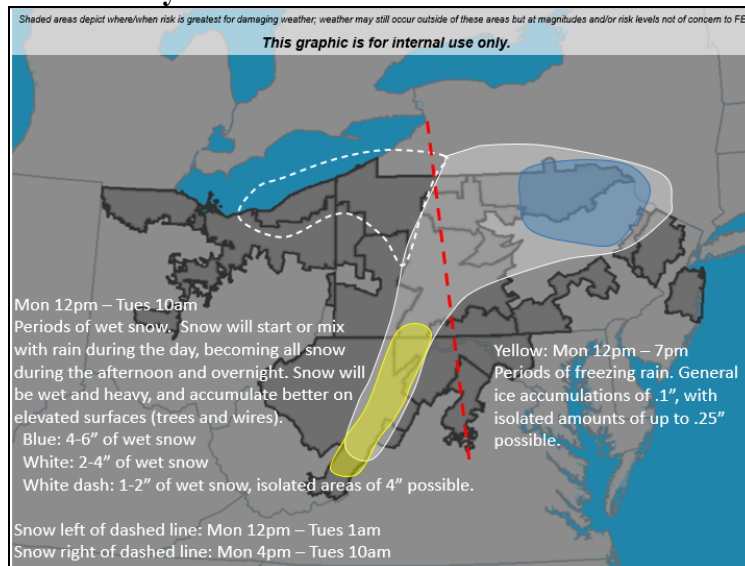 Shaded areas depict where/when risk is greatest for damaging weather; weather may still occur outside of these areas but at magnitudes and/or risk levels not of concern to FE
This graphic is for internal use only.
Mon 12pm – Tues 10am
Periods of wet snow.  Snow will start or mix
with rain during the day, becoming all snow
during the afternoon and overnight. Snow will
be wet and heavy, and accumulate better on
elevated surfaces (trees and wires).
Blue: 4-6” of wet snow
White: 2-4” of wet snow
White dash: 1-2” of wet snow, isolated areas of 4” possible.
Yellow: Mon 12pm – 7pm
Periods of freezing rain. General
ice accumulations of .1”, with
isolated amounts of up to .25”
possible.
Snow left of dashed line: Mon 12pm – Tues 1am
Snow right of dashed line: Mon 4pm – Tues 10am